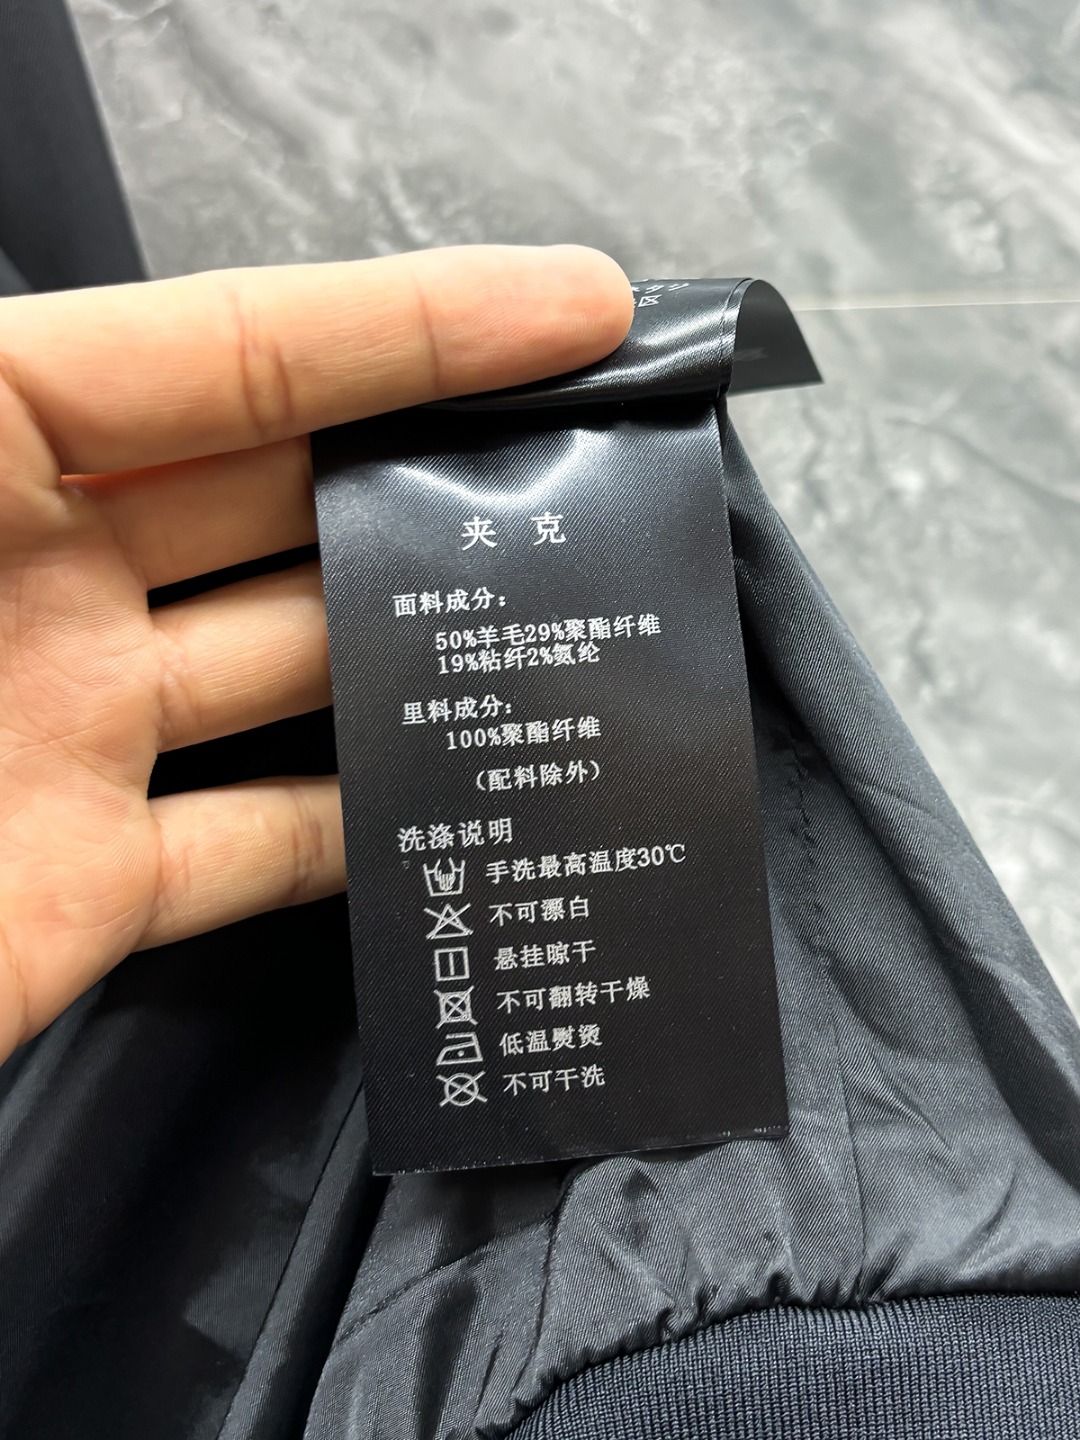 夹 克
面料成分：
50%羊毛29%聚酯纤维
19%粘纤2%氨纶
里料成分：
100%聚酯纤维
（配料除外）
洗涤说明
手洗最高温度30℃
不可漂白
悬挂晾干
不可翻转干燥
低温熨烫
不可干洗